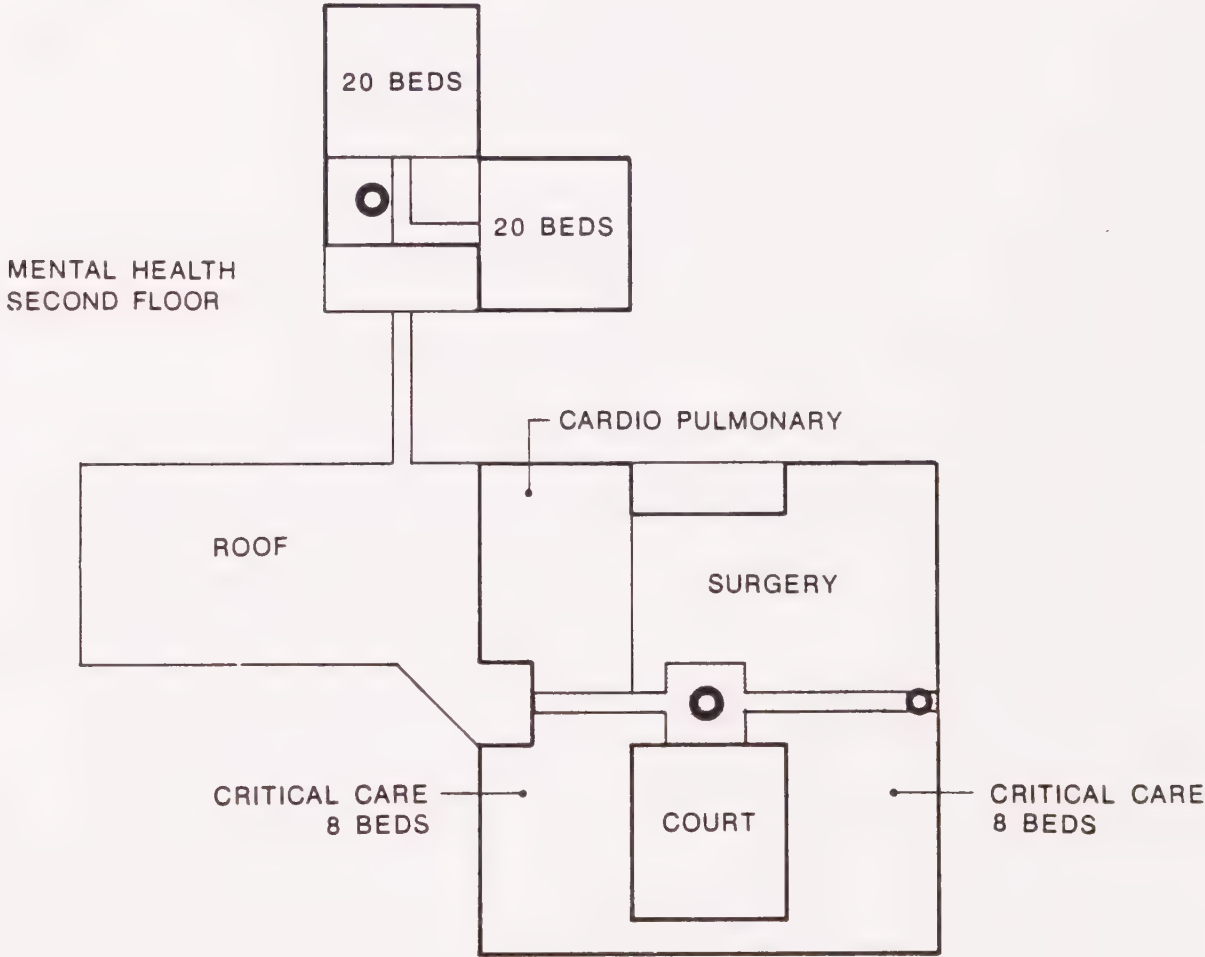 20 BEDS
20 BEDS
MENTAL HEALTH
SECOND FLOOR
CARDIO PULMONARY
ROOF
SURGERY
CRITICAL CARE
8 BEDS
COURT
CRITICAL CARE
8 BEDS